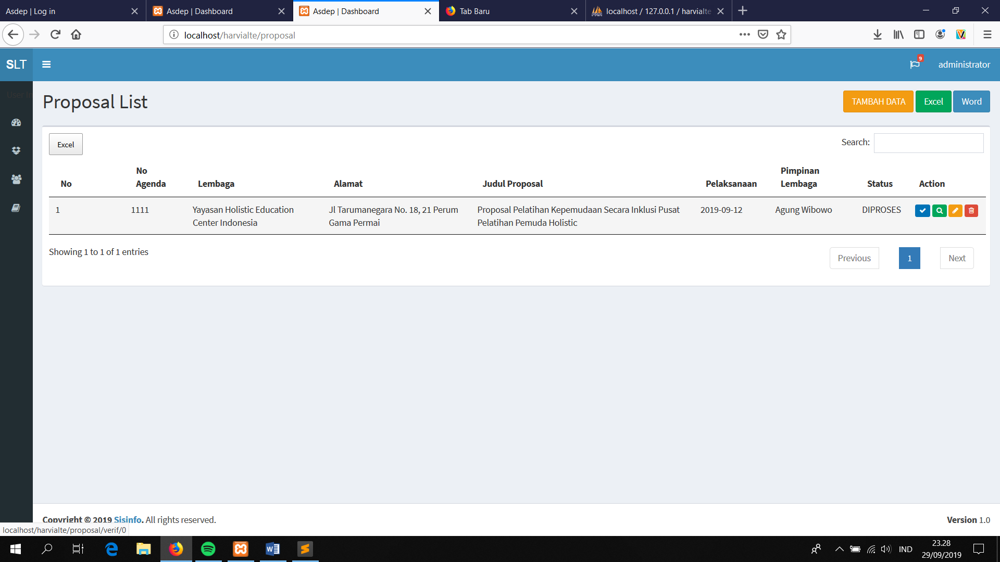 Asdep | Log in
Asdep | Dashboard
Asdep | Dashboard
Tab Baru
localhost / 127.0.0.1 / harvialte
localhost/harvialte/proposal
SLT
9
administrator
User
Proposal List
TAMBAH DATA
Excel
Word
Excel
Search:
No
No Agenda
Lembaga
Alamat
Judul Proposal
Pelaksanaan
Pimpinan Lembaga
Status
Action
1
1111
Yayasan Holistic Education
Center Indonesia
Jl Tarumanegara No. 18, 21 Perum
Gama Permai
Proposal Pelatihan Kepemudaan Secara Inklusi Pusat
Pelatihan Pemuda Holistic
2019-09-12
Agung Wibowo
DIPROSES
Showing 1 to 1 of 1 entries
Previous
1
Next
Copyright © 2019 Sisinfo. All rights reserved.
Version 1.0
localhost/harvialte/proposal/verif/0
IND
23.28
29/09/2019